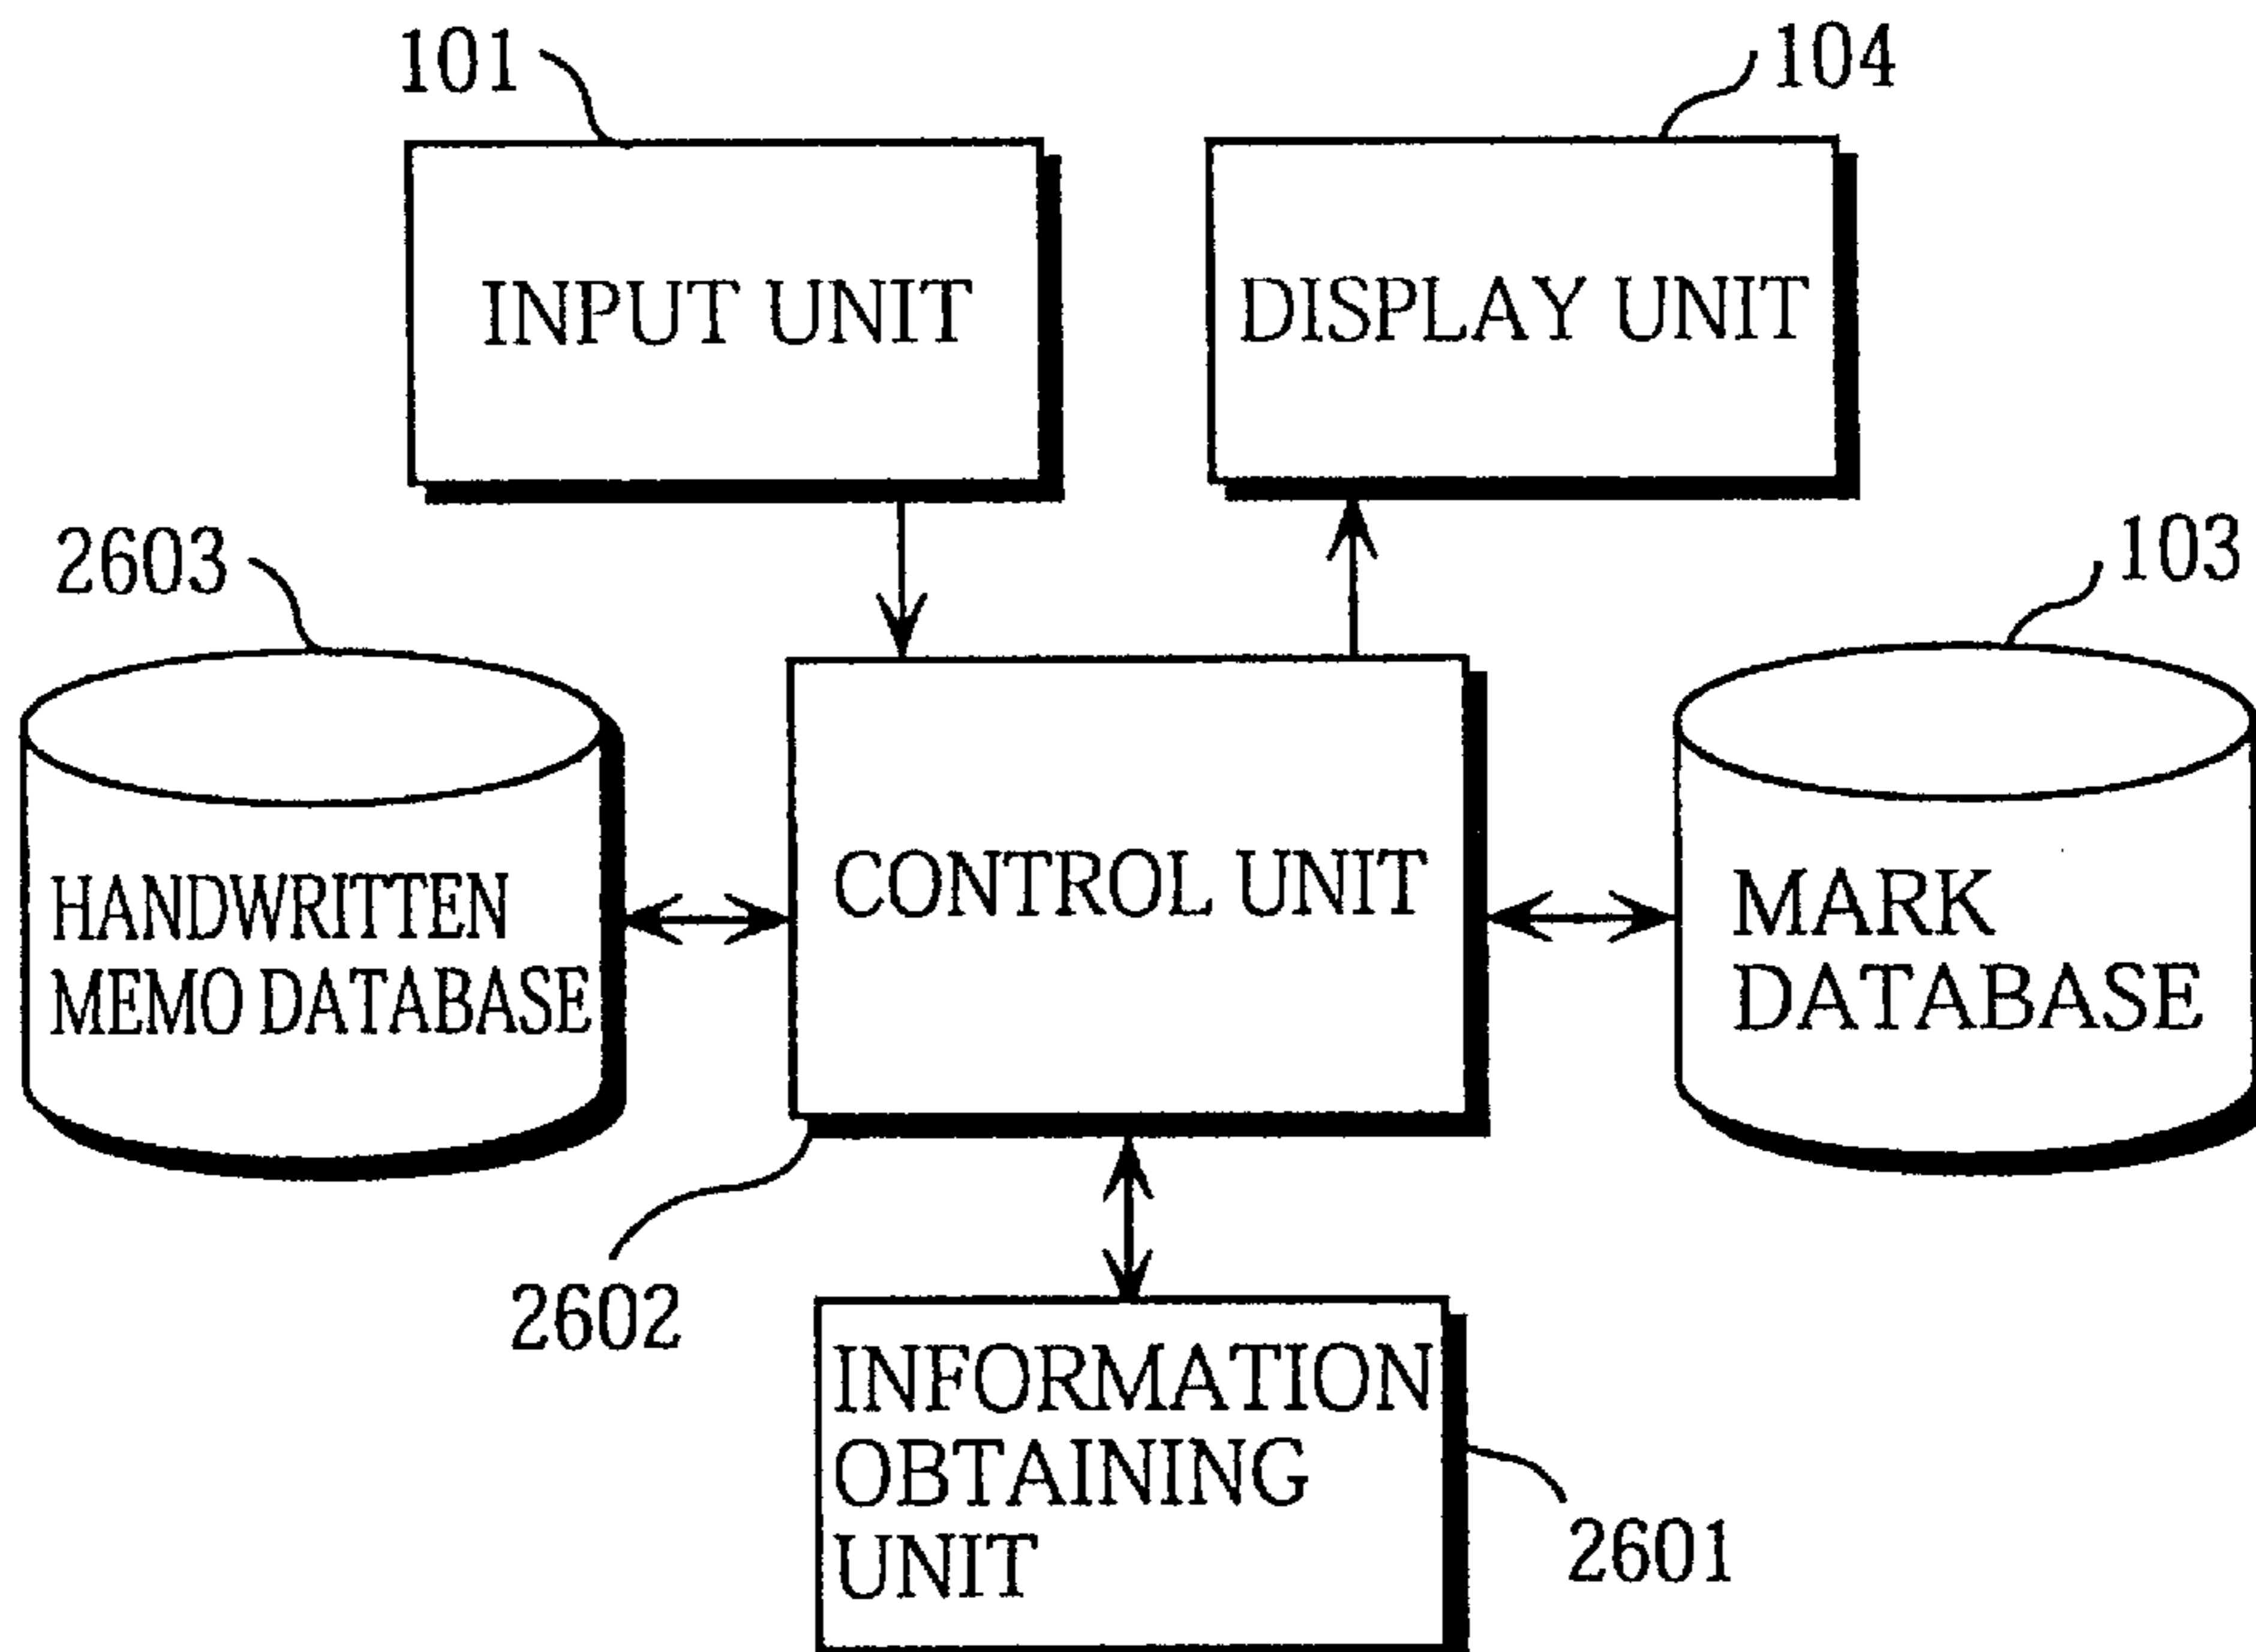 101
104
INPUT UNIT
DISPLAY UNIT
2603
103
HANDWRITTEN
MEMO DATABASE
CONTROL UNIT
MARK
DATABASE
2602
INFORMATION
OBTAINING
UNIT
2601